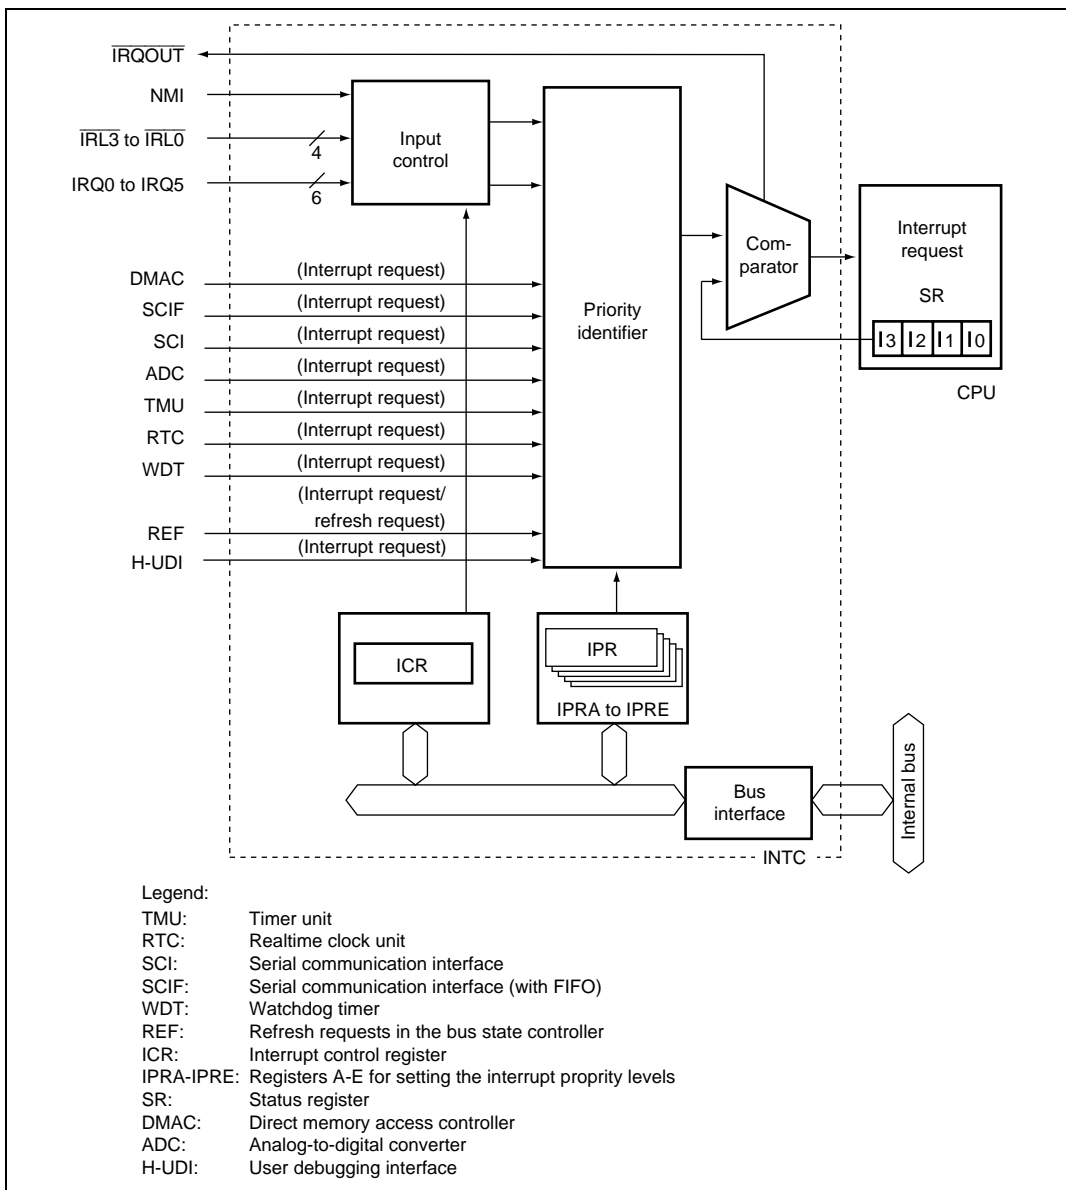 IRQOUT
NMI
IRL3 to IRL0
4
IRQ0 to IRQ5
6
Input
control
Com-
parator
Interrupt
request
SR
I3 I2 I1 I0
CPU
Priority
identifier
DMAC (Interrupt request)
SCIF (Interrupt request)
SCI (Interrupt request)
ADC (Interrupt request)
TMU (Interrupt request)
RTC (Interrupt request)
WDT (Interrupt request)
(Interrupt request/
REF refresh request)
H-UDI (Interrupt request)
ICR
IPR
IPRA to IPRE
Bus
interface
Internal bus
INTC
Legend:
TMU: Timer unit
RTC: Realtime clock unit
SCI: Serial communication interface
SCIF: Serial communication interface (with FIFO)
WDT: Watchdog timer
REF: Refresh requests in the bus state controller
ICR: Interrupt control register
IPRA-IPRE: Registers A-E for setting the interrupt proprity levels
SR: Status register
DMAC: Direct memory access controller
ADC: Analog-to-digital converter
H-UDI: User debugging interface